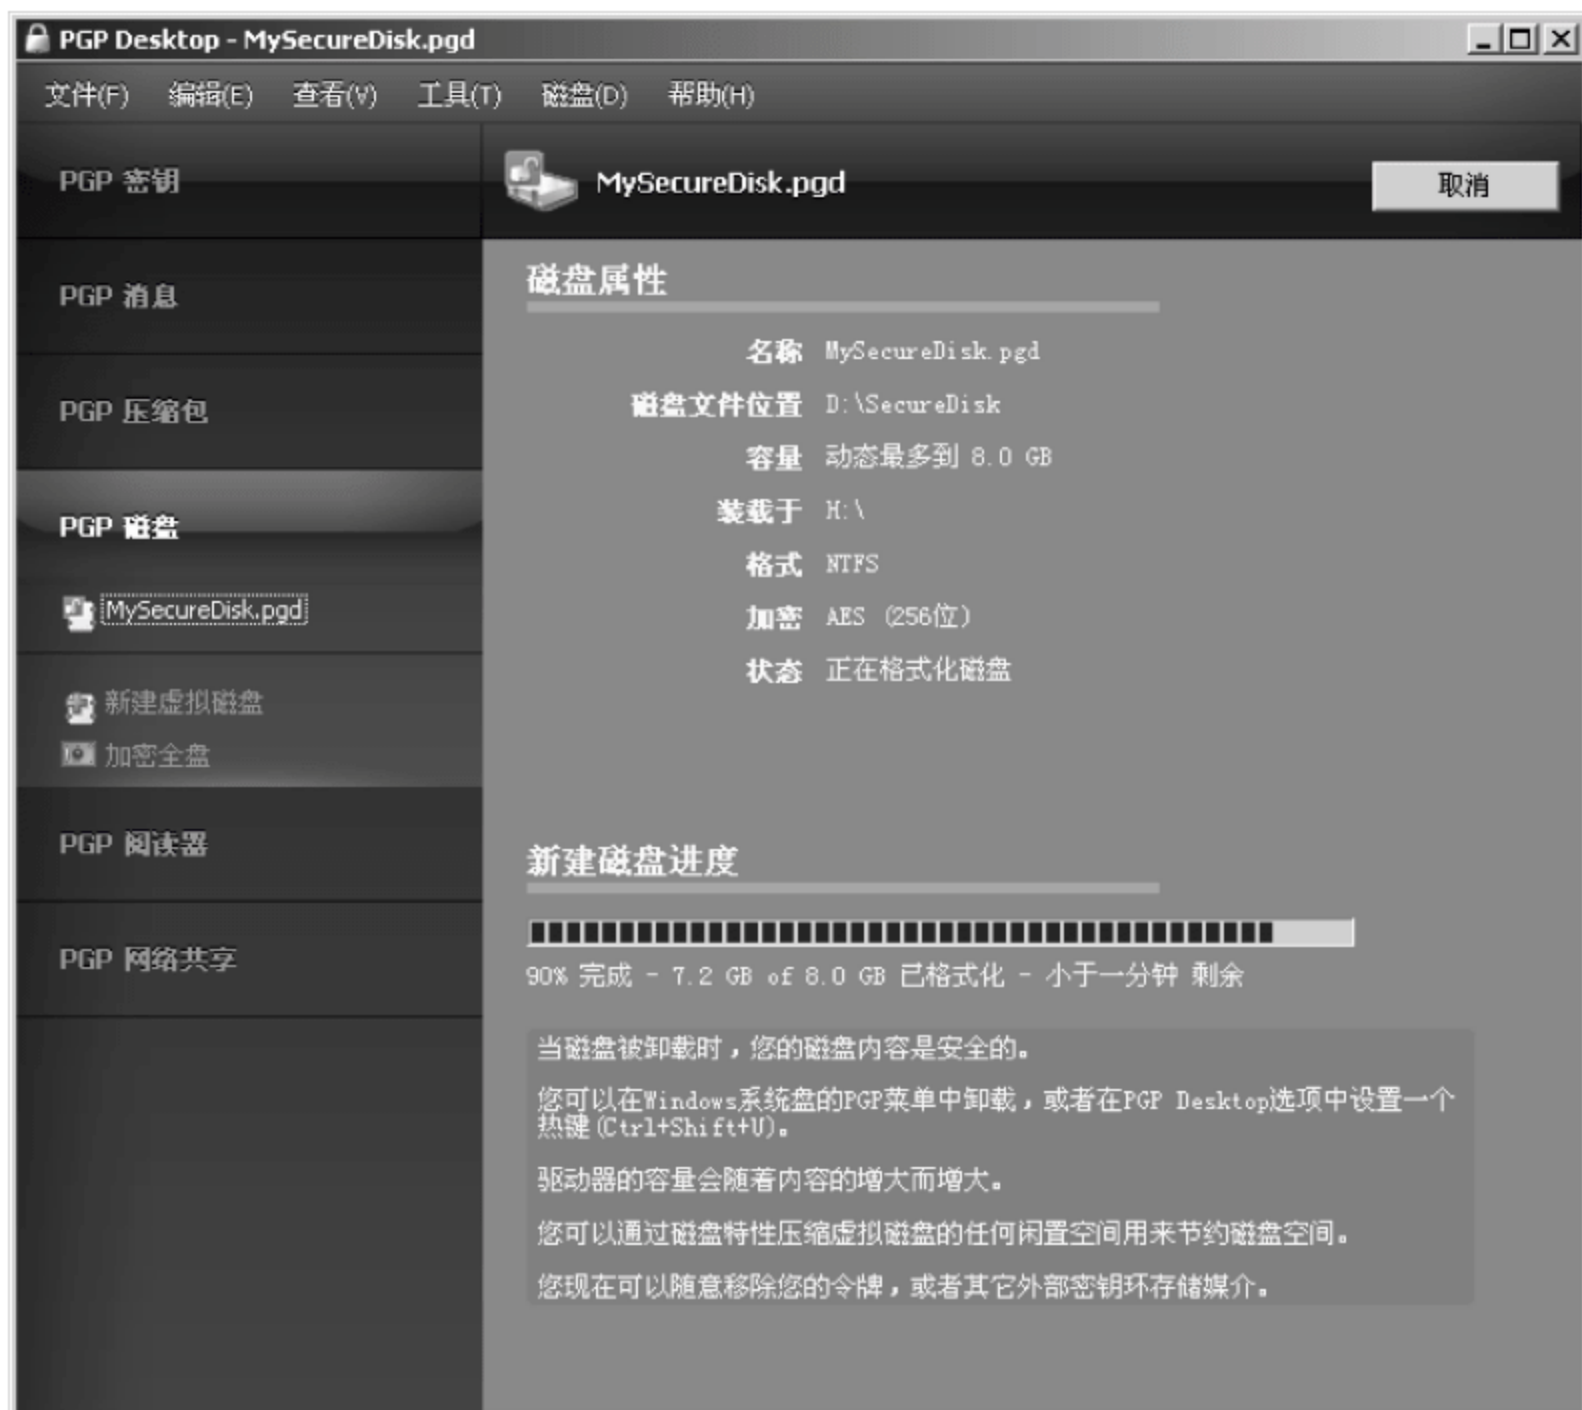 PGP Desktop - MySecureDisk.pgd
文件(F) 编辑(E) 查看(V) 工具(T) 磁盘(D) 帮助(H)
PGP 密钥
PGP 消息
PGP 压缩包
PGP 磁盘
MySecureDisk.pgd
新建虚拟磁盘
加密全盘
PGP 阅读器
PGP 网络共享
MySecureDisk.pgd
取消
磁盘属性
名称 MySecureDisk.pgd
磁盘文件位置 D:\SecureDisk
容量 动态最多到 8.0 GB
装载于 H:\
格式 NTFS
加密 AES (256位)
状态 正在格式化磁盘
新建磁盘进度
90% 完成 - 7.2 GB of 8.0 GB 已格式化 - 小于一分钟 剩余
当磁盘被卸载时，您的磁盘内容是安全的。
您可以在Windows系统盘的PGP菜单中卸载，或者在PGP Desktop选项中设置一个
热键(Ctrl+Shift+U)。
驱动器的容量会随着内容的增大而增大。
您可以通过磁盘特性压缩虚拟磁盘的任何闲置空间用来节约磁盘空间。
您现在可以随意移除您的令牌，或者其它外部密钥环存储媒介。